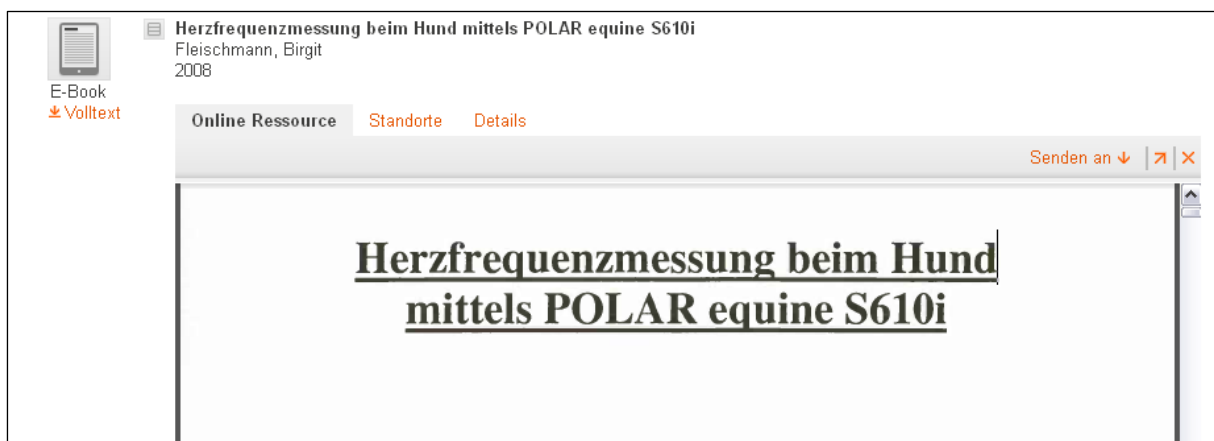 Herzfrequenzmessung beim Hund mittels POLAR equine S610i
Fleischmann, Birgit
2008
E-Book
Volltext
Online Ressource Standorte Details
Senden an
Herzfrequenzmessung beim Hund
mittels POLAR equine S610i